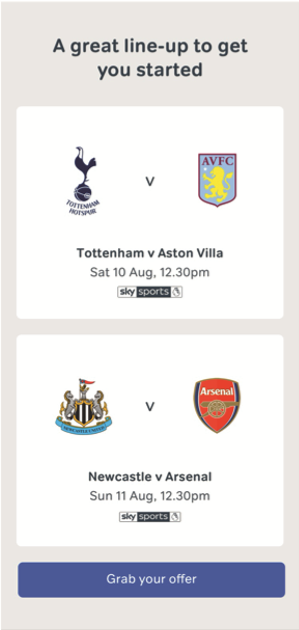 A great line-up to get
you started
TOTTENHAM
HOTSPUR
v
AVFC
Tottenham v Aston Villa
Sat 10 Aug, 12.30pm
sky sports
NEWCASTLE UNITED
v
Arsenal
Newcastle v Arsenal
Sun 11 Aug, 12.30pm
sky sports
Grab your offer